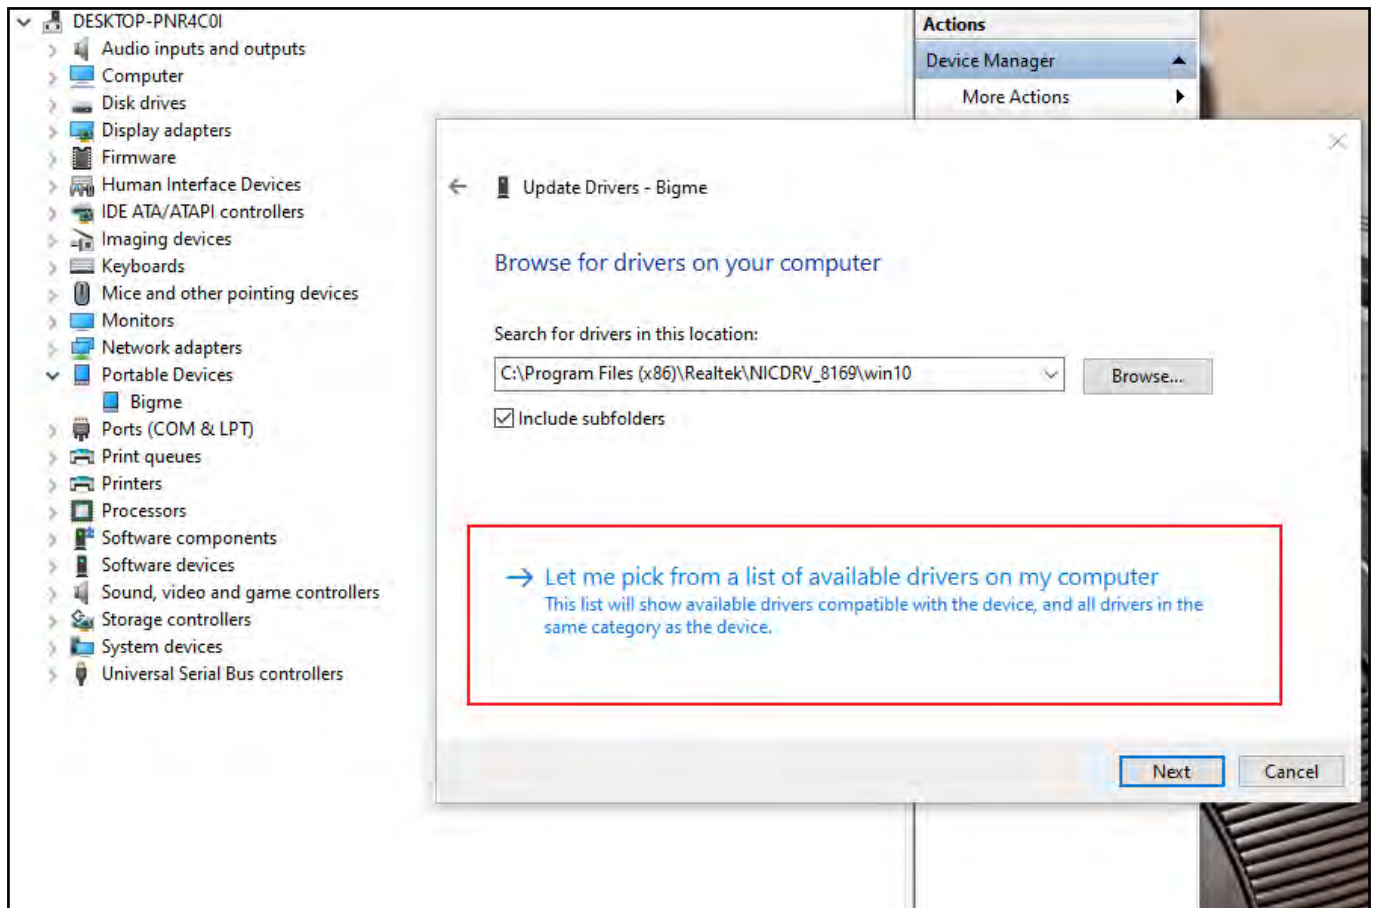 DESKTOP-PNR4C0I
Audio inputs and outputs
Computer
Disk drives
Display adapters
Firmware
Human Interface Devices
IDE ATA/ATAPI controllers
Imaging devices
Keyboards
Mice and other pointing devices
Monitors
Network adapters
Portable Devices
Bigme
Ports (COM & LPT)
Print queues
Printers
Processors
Software components
Software devices
Sound, video and game controllers
Storage controllers
System devices
Universal Serial Bus controllers
Actions
Device Manager
More Actions
Update Drivers - Bigme
Browse for drivers on your computer
Search for drivers in this location:
C:\Program Files (x86)\Realtek\NICDRV_8169\win10
Browse...
Include subfolders
Let me pick from a list of available drivers on my computer
This list will show available drivers compatible with the device, and all drivers in the
same category as the device.
Next
Cancel